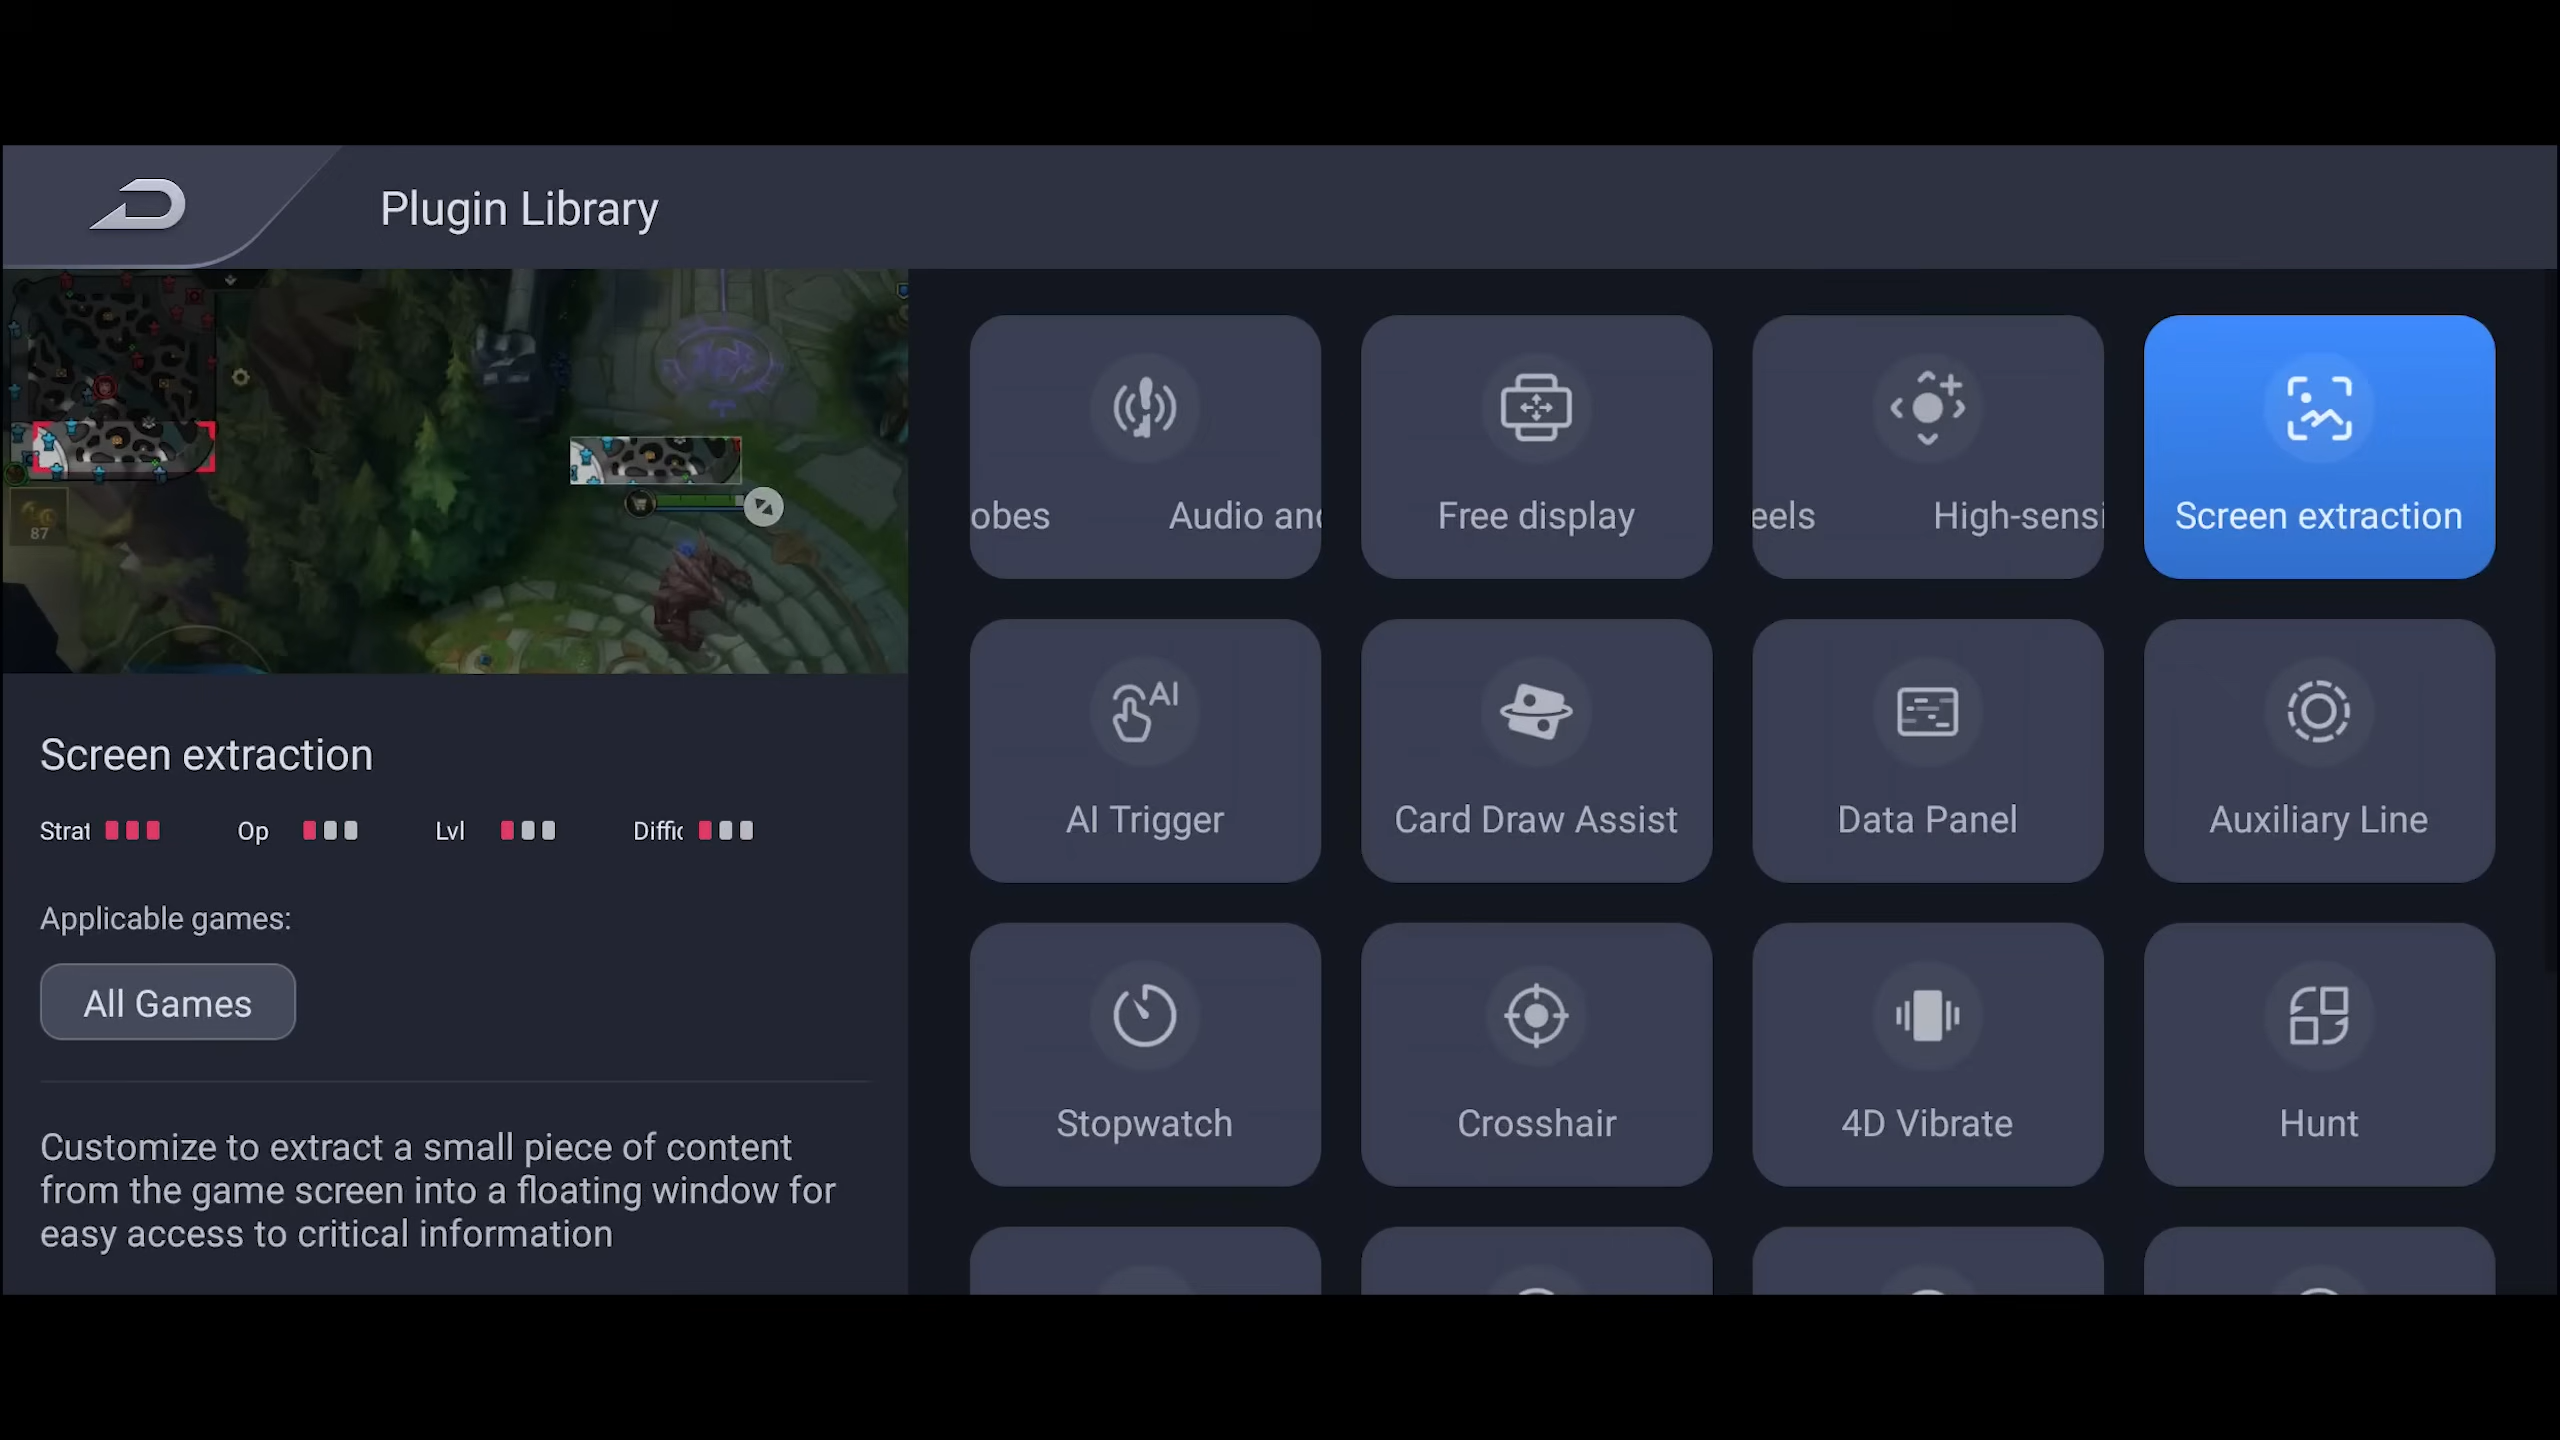 Plugin Library
87
Screen extraction
Strat Op Lvl Diffic
Applicable games:
All Games
Customize to extract a small piece of content
from the game screen into a floating window for
easy access to critical information
obes Audio and
Free display
eels High-sensi
Screen extraction
AI
AI Trigger
Card Draw Assist
Data Panel
Auxiliary Line
Stopwatch
Crosshair
4D Vibrate
Hunt